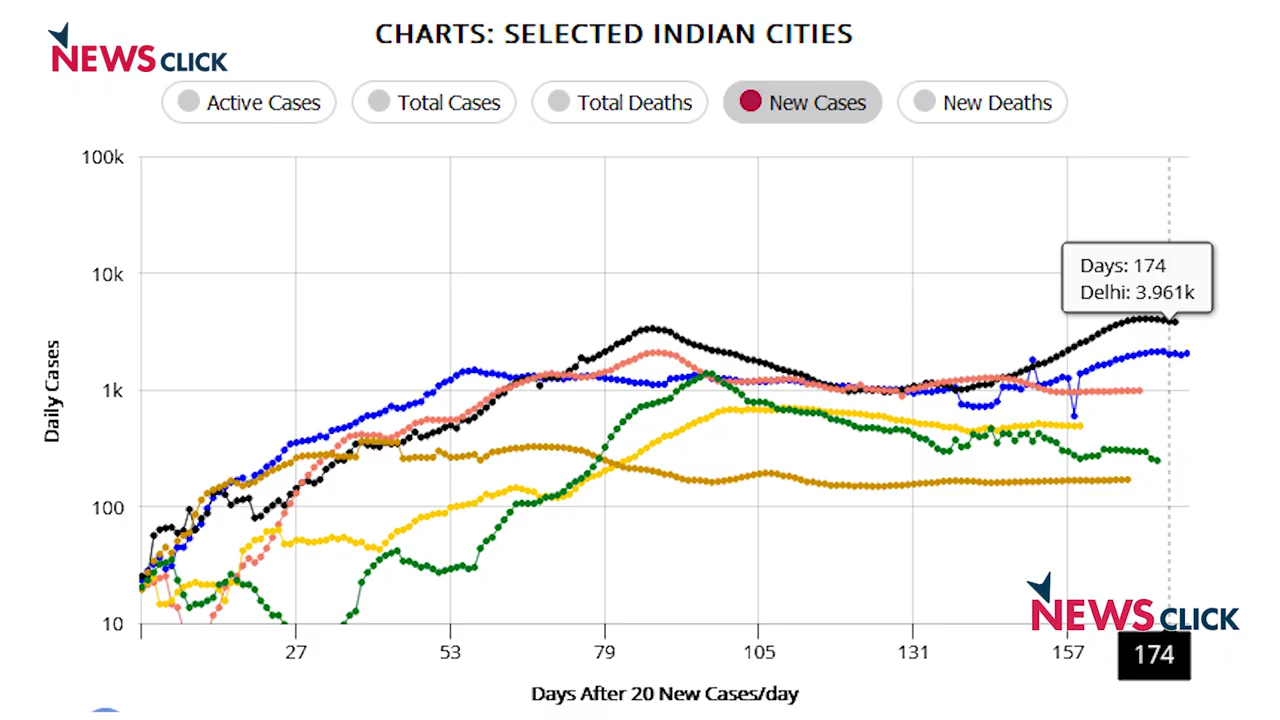 CHARTS: SELECTED INDIAN CITIES
NEWSCLICK
Active Cases
Total Cases
Total Deaths
New Cases
New Deaths
100k
10k
1k
100
10
Daily Cases
Days: 174
Delhi: 3.961k
NEWSCLICK
27
53
79
105
131
157
174
Days After 20 New Cases/day